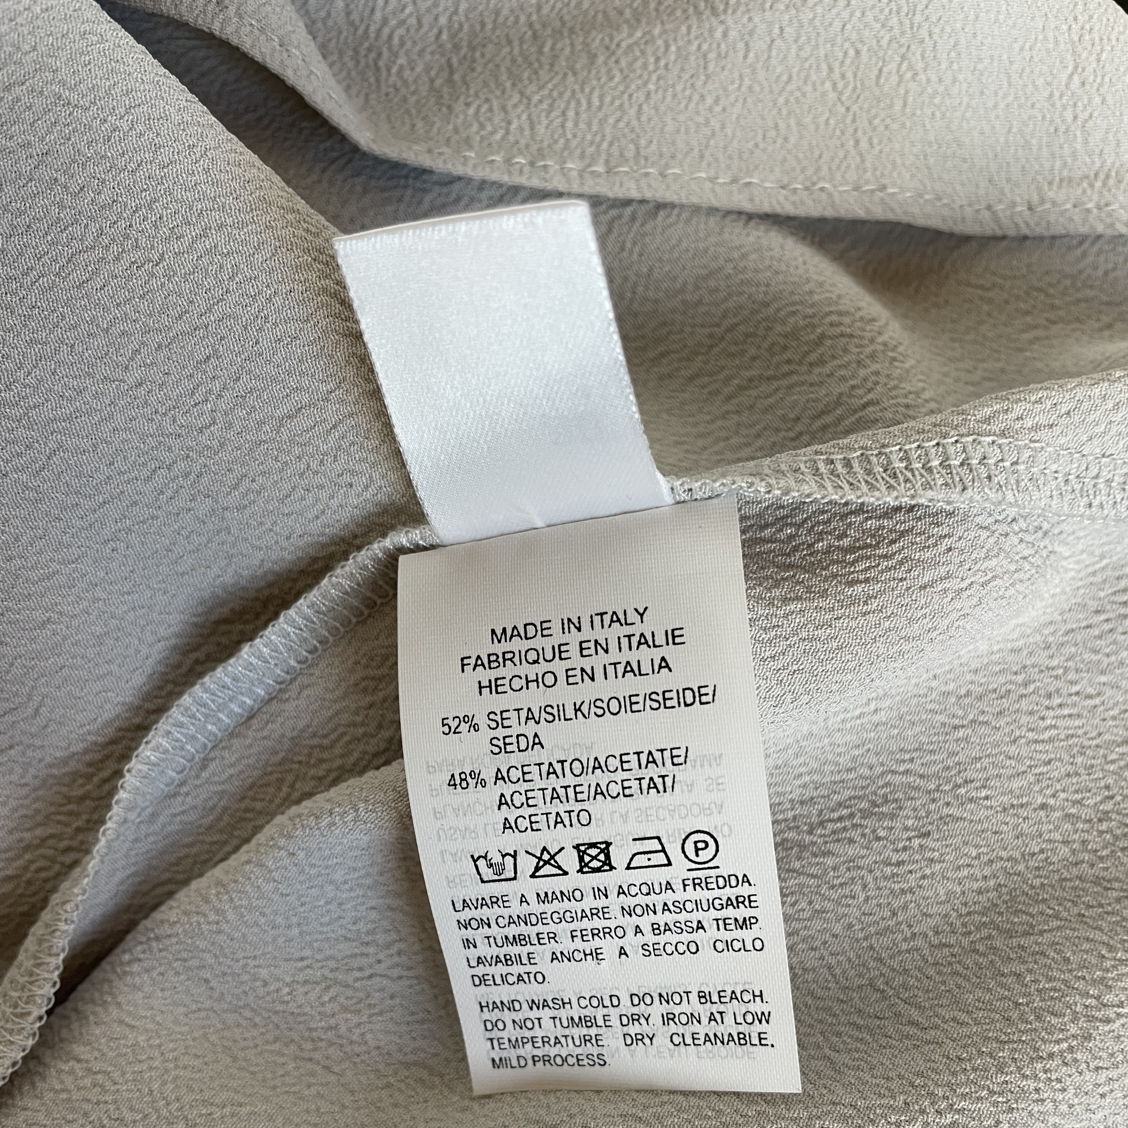 MADE IN ITALY
FABRIQUE EN ITALIE
HECHO EN ITALIA
52% SETA/SILK/SOIE/SEIDE/
SEDA
48% ACETATO/ACETATE/
ACETATE/ACETAT/
ACETATO
P
LAVARE A MANO IN ACQUA FREDDA.
NON CANDEGGIARE. NON ASCIUGARE
IN TUMBLER. FERRO A BASSA TEMP.
LAVABILE ANCHE A SECCO CICLO
DELICATO.
HAND WASH COLD. DO NOT BLEACH.
DO NOT TUMBLE DRY. IRON AT LOW
TEMPERATURE. DRY CLEANABLE,
MILD PROCESS.